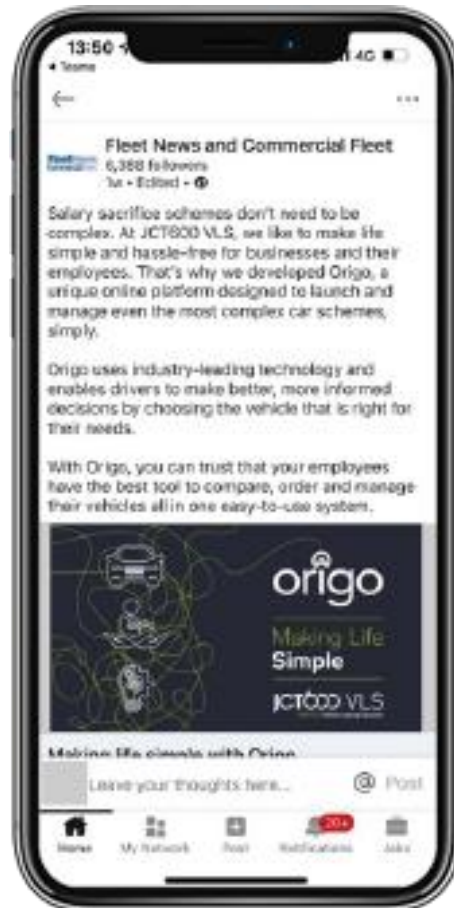 13:50
4G
Teams
Fleet News and Commercial Fleet
6,388 followers
1w • Edited •
Salary sacrifice schemes don't need to be
complex. At JCT600 VLS, we like to make life
simple and hassle-free for businesses and their
employees. That's why we developed Origo, a
unique online platform designed to launch and
manage even the most complex car schemes,
simply.
Origo uses industry-leading technology and
enables drivers to make better, more informed
decisions by choosing the vehicle that is right for
their needs.
With Origo, you can trust that your employees
have the best tool to compare, order and manage
their vehicles all in one easy-to-use system.
origo
Making Life
Simple
JCT600 VLS
Making life simple with Origo
Leave your thoughts here...
@ Post
20+
Home My Network Post Notifications Jobs